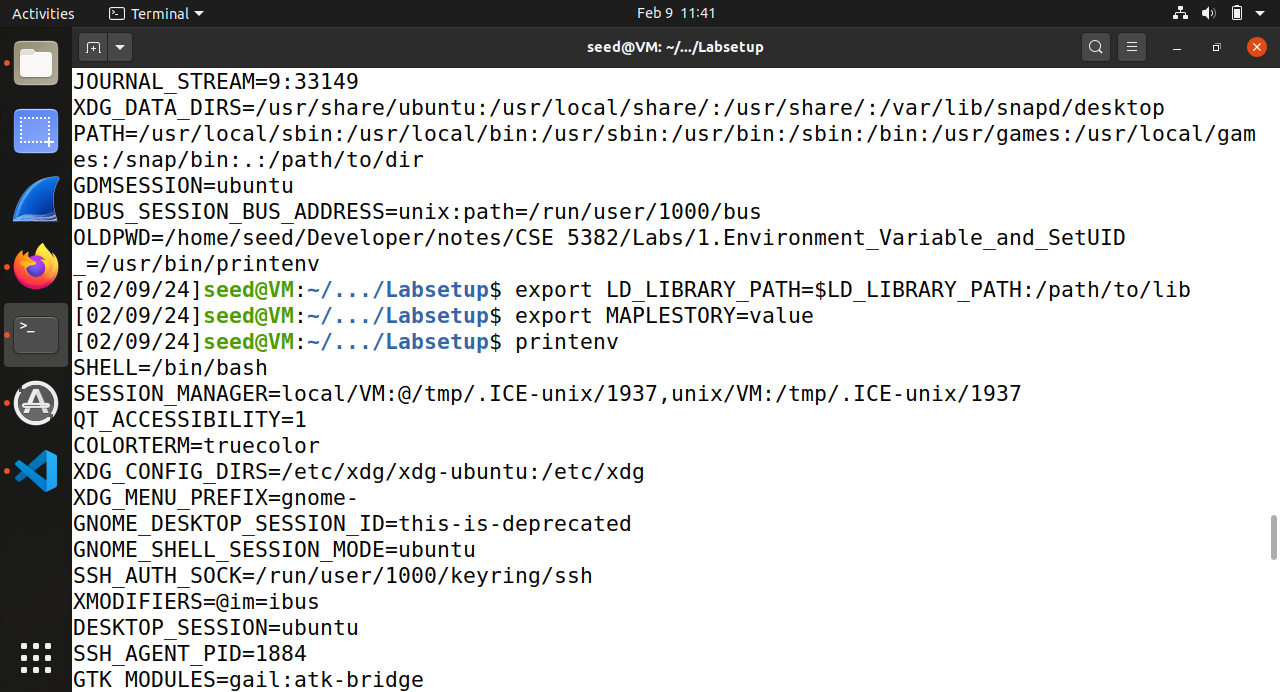 Activities
Terminal
Feb 9 11:41
seed@VM: ~/.../Labsetup
JOURNAL_STREAM=9:33149
XDG_DATA_DIRS=/usr/share/ubuntu:/usr/local/share/:/usr/share/:/var/lib/snapd/desktop
PATH=/usr/local/sbin:/usr/local/bin:/usr/sbin:/usr/bin:/sbin:/bin:/usr/games:/usr/local/gam
es:/snap/bin:.:/path/to/dir
GDMSESSION=ubuntu
DBUS_SESSION_BUS_ADDRESS=unix:path=/run/user/1000/bus
OLDPWD=/home/seed/Developer/notes/CSE 5382/Labs/1.Environment_Variable_and_SetUID
_=/usr/bin/printenv
[02/09/24]seed@VM:~/.../Labsetup$ export LD_LIBRARY_PATH=$LD_LIBRARY_PATH:/path/to/lib
[02/09/24]seed@VM:~/.../Labsetup$ export MAPLESTORY=value
[02/09/24]seed@VM:~/.../Labsetup$ printenv
SHELL=/bin/bash
SESSION_MANAGER=local/VM:@/tmp/.ICE-unix/1937,unix/VM:/tmp/.ICE-unix/1937
QT_ACCESSIBILITY=1
COLORTERM=truecolor
XDG_CONFIG_DIRS=/etc/xdg/xdg-ubuntu:/etc/xdg
XDG_MENU_PREFIX=gnome-
GNOME_DESKTOP_SESSION_ID=this-is-deprecated
GNOME_SHELL_SESSION_MODE=ubuntu
SSH_AUTH_SOCK=/run/user/1000/keyring/ssh
XMODIFIERS=@im=ibus
DESKTOP_SESSION=ubuntu
SSH_AGENT_PID=1884
GTK_MODULES=gail:atk-bridge